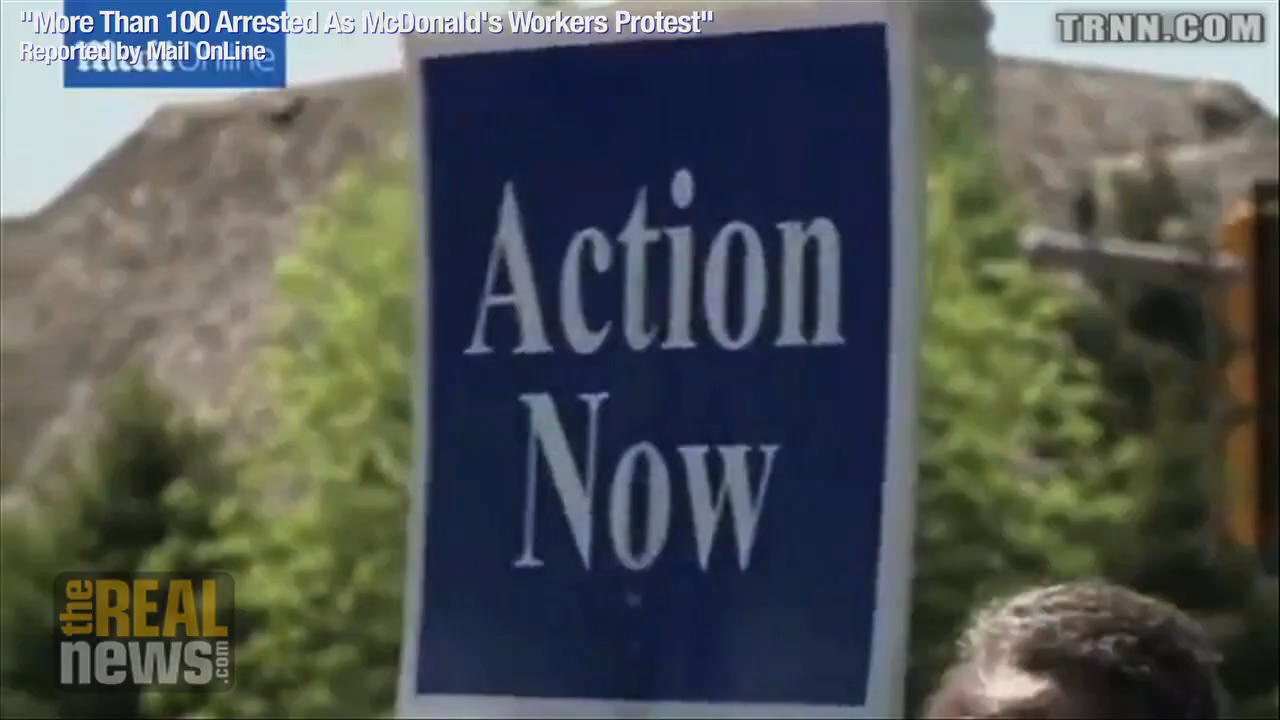 "More Than 100 Arrested As McDonald's Workers Protest"
TRNN.COM
Reported by Mail OnLine
Online
Action
Now
the REAL
news.com